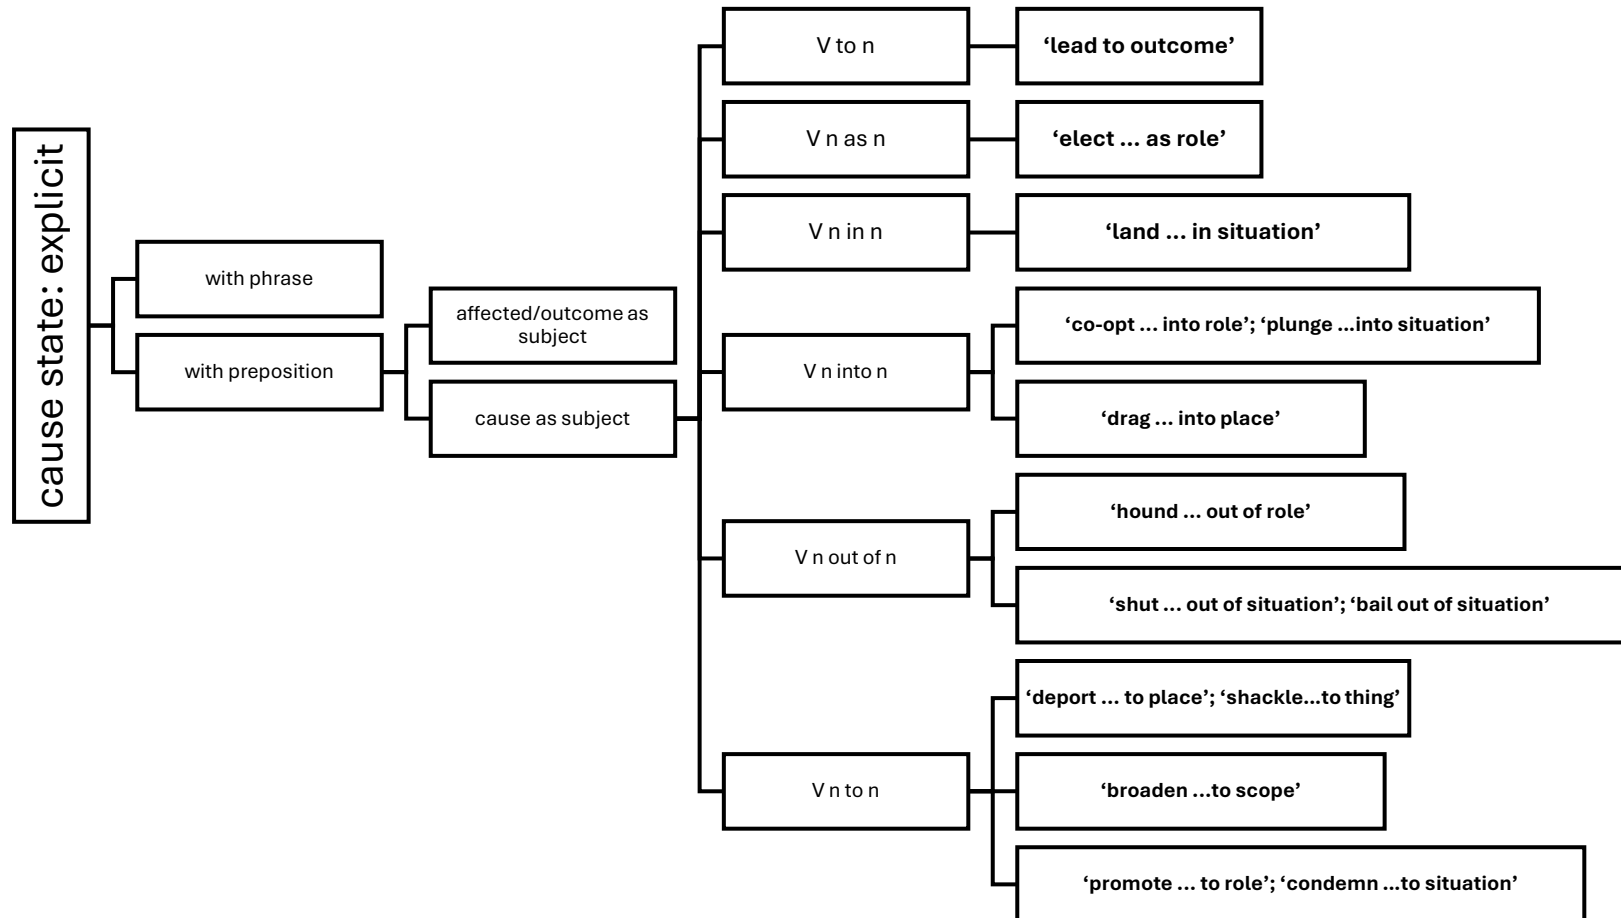 cause state: explicit
with phrase
with preposition
affected/outcome as
subject
cause as subject
V to n
‘lead to outcome’
V n as n
‘elect ... as role’
V n in n
‘land ... in situation’
V n into n
‘co-opt ... into role’; ‘plunge ...into situation’
‘drag ... into place’
V n out of n
‘hound ... out of role’
‘shut ... out of situation’; ‘bail out of situation’
V n to n
‘deport ... to place’; ‘shackle...to thing’
‘broaden ...to scope’
‘promote ... to role’; ‘condemn ...to situation’